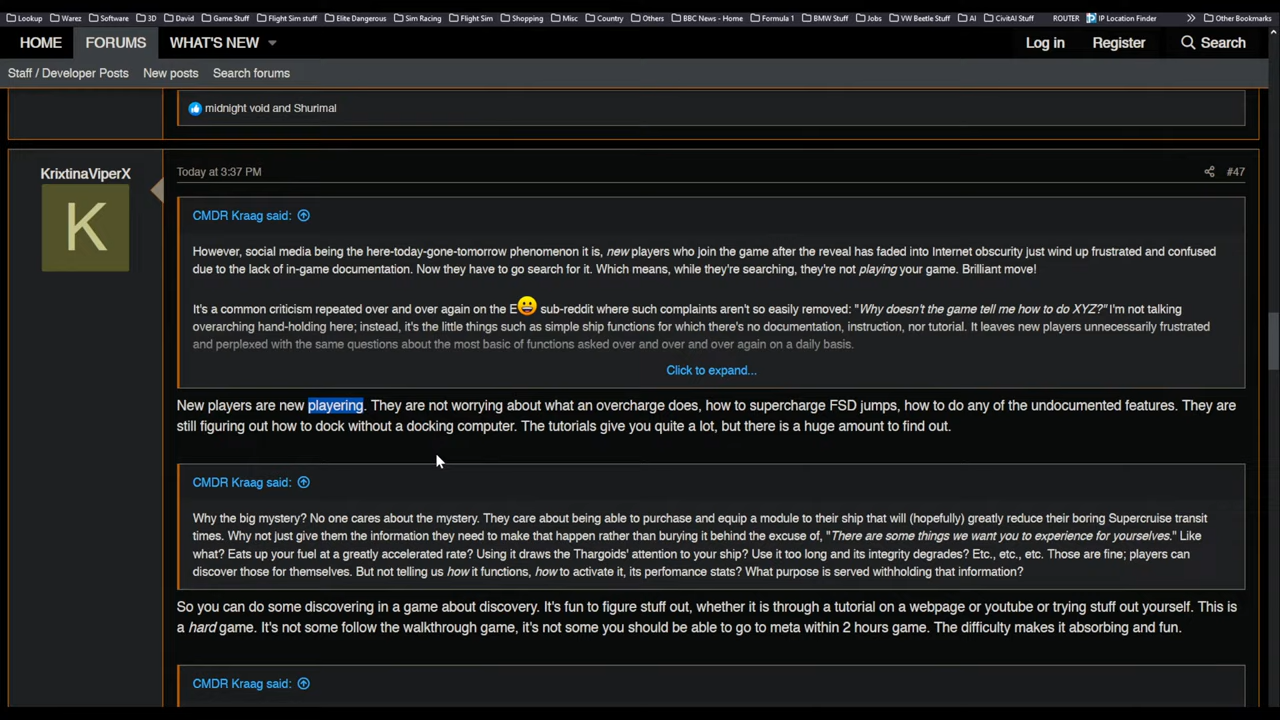 Lookup Warez Software 3D David Game Stuff Flight Sim stuff Elite Dangerous Sim Racing Flight Sim Shopping Misc Country Others BBC News - Home Formula 1 BMW Stuff Jobs VW Beetle Stuff AI CivitAI Stuff ROUTER IP Location Finder Other Bookmarks
HOME FORUMS WHAT'S NEW Log in Register Search
Staff / Developer Posts New posts Search forums
midnight void and Shurimal
KrixtinaViperX
K
Today at 3:37 PM #47
CMDR Kraag said:
However, social media being the here-today-gone-tomorrow phenomenon it is, new players who join the game after the reveal has faded into Internet obscurity just wind up frustrated and confused
due to the lack of in-game documentation. Now they have to go search for it. Which means, while they're searching, they're not playing your game. Brilliant move!
It's a common criticism repeated over and over again on the E sub-reddit where such complaints aren't so easily removed: "Why doesn't the game tell me how to do XYZ?" I'm not talking
overarching hand-holding here; instead, it's the little things such as simple ship functions for which there's no documentation, instruction, nor tutorial. It leaves new players unnecessarily frustrated
and perplexed with the same questions about the most basic of functions asked over and over and over again on a daily basis.
Click to expand...
New players are new playering. They are not worrying about what an overcharge does, how to supercharge FSD jumps, how to do any of the undocumented features. They are
still figuring out how to dock without a docking computer. The tutorials give you quite a lot, but there is a huge amount to find out.
CMDR Kraag said:
Why the big mystery? No one cares about the mystery. They care about being able to purchase and equip a module to their ship that will (hopefully) greatly reduce their boring Supercruise transit
times. Why not just give them the information they need to make that happen rather than burying it behind the excuse of, "There are some things we want you to experience for yourselves." Like
what? Eats up your fuel at a greatly accelerated rate? Using it draws the Thargoids' attention to your ship? Use it too long and its integrity degrades? Etc., etc., etc. Those are fine; players can
discover those for themselves. But not telling us how it functions, how to activate it, its perfomance stats? What purpose is served withholding that information?
So you can do some discovering in a game about discovery. It's fun to figure stuff out, whether it is through a tutorial on a webpage or youtube or trying stuff out yourself. This is
a hard game. It's not some follow the walkthrough game, it's not some you should be able to go to meta within 2 hours game. The difficulty makes it absorbing and fun.
CMDR Kraag said: